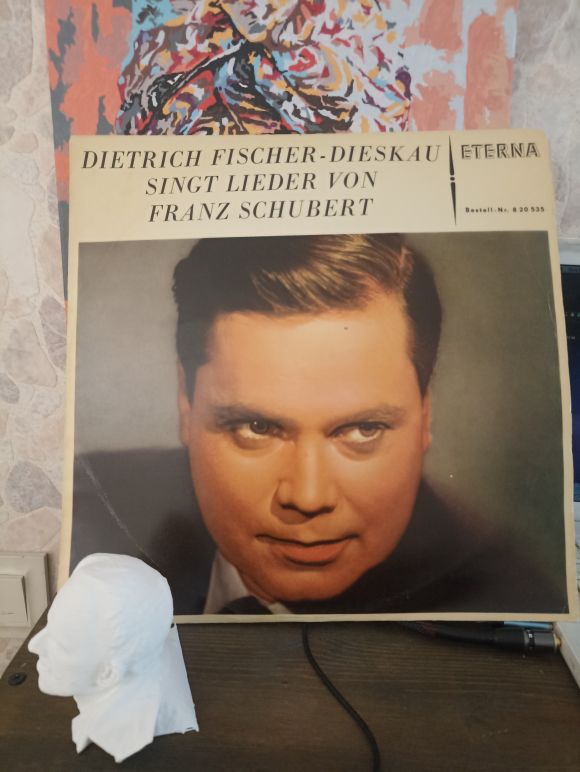 DIETRICH FISCHER-DIESKAU
SINGT LIEDER VON
FRANZ SCHUBERT
ETERNA
Bestell-Nr. 8 20 535